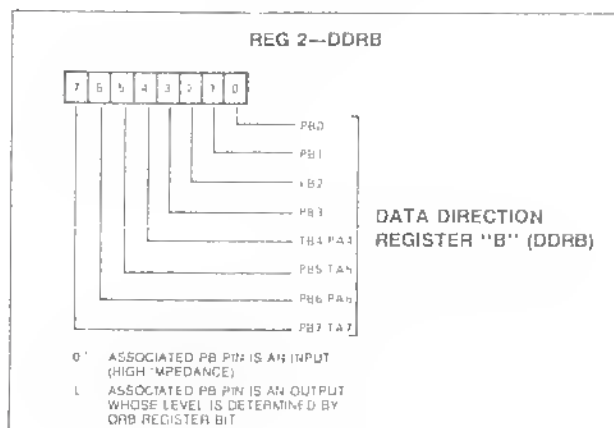 REG 2—DDRB
7 6 5 4 3 2 1 0
PB0
PB1
PB2
PB3
DATA DIRECTION
REGISTER "B" (DDRB)
PB6 PA6
0 ASSOCIATED PB PIN IS AN INPUT
(HIGH IMPEDANCE)
ASSOCIATED PB PIN IS AN OUTPUT
WHOSE LEVEL IS DETERMINED BY
ORB REGISTER BIT